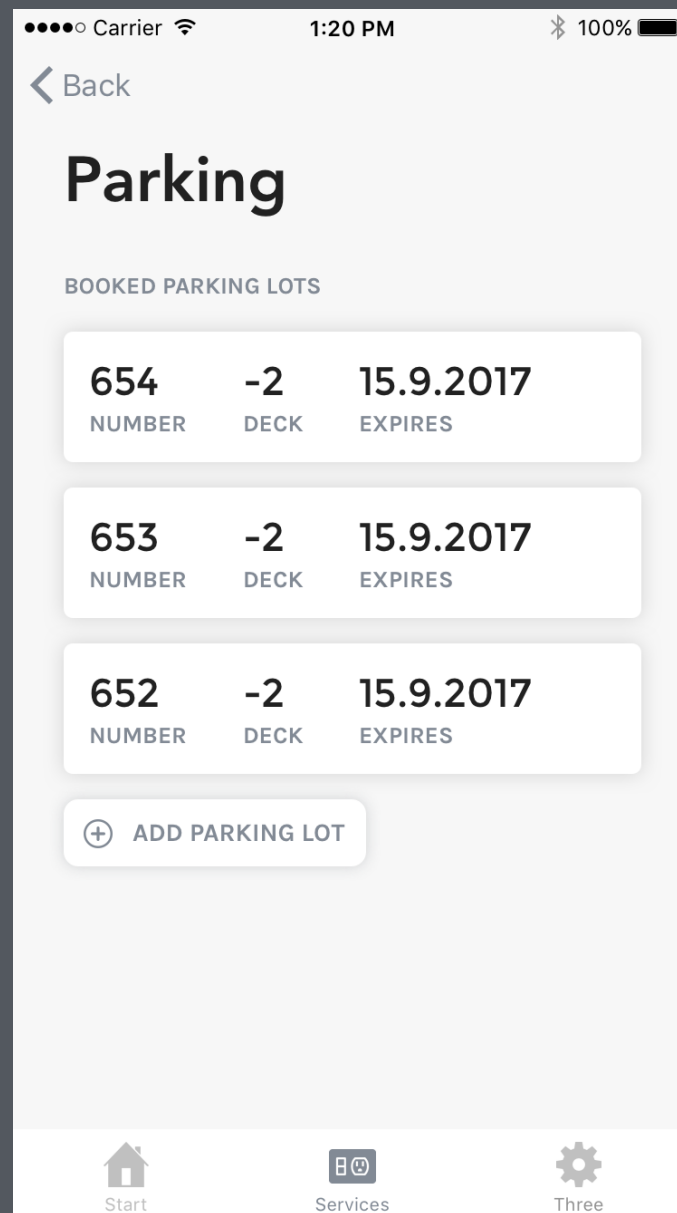 Carrier 1:20 PM 100%
Back
Parking
BOOKED PARKING LOTS
654 -2 15.9.2017
NUMBER DECK EXPIRES
653 -2 15.9.2017
NUMBER DECK EXPIRES
652 -2 15.9.2017
NUMBER DECK EXPIRES
ADD PARKING LOT
Start Services Three